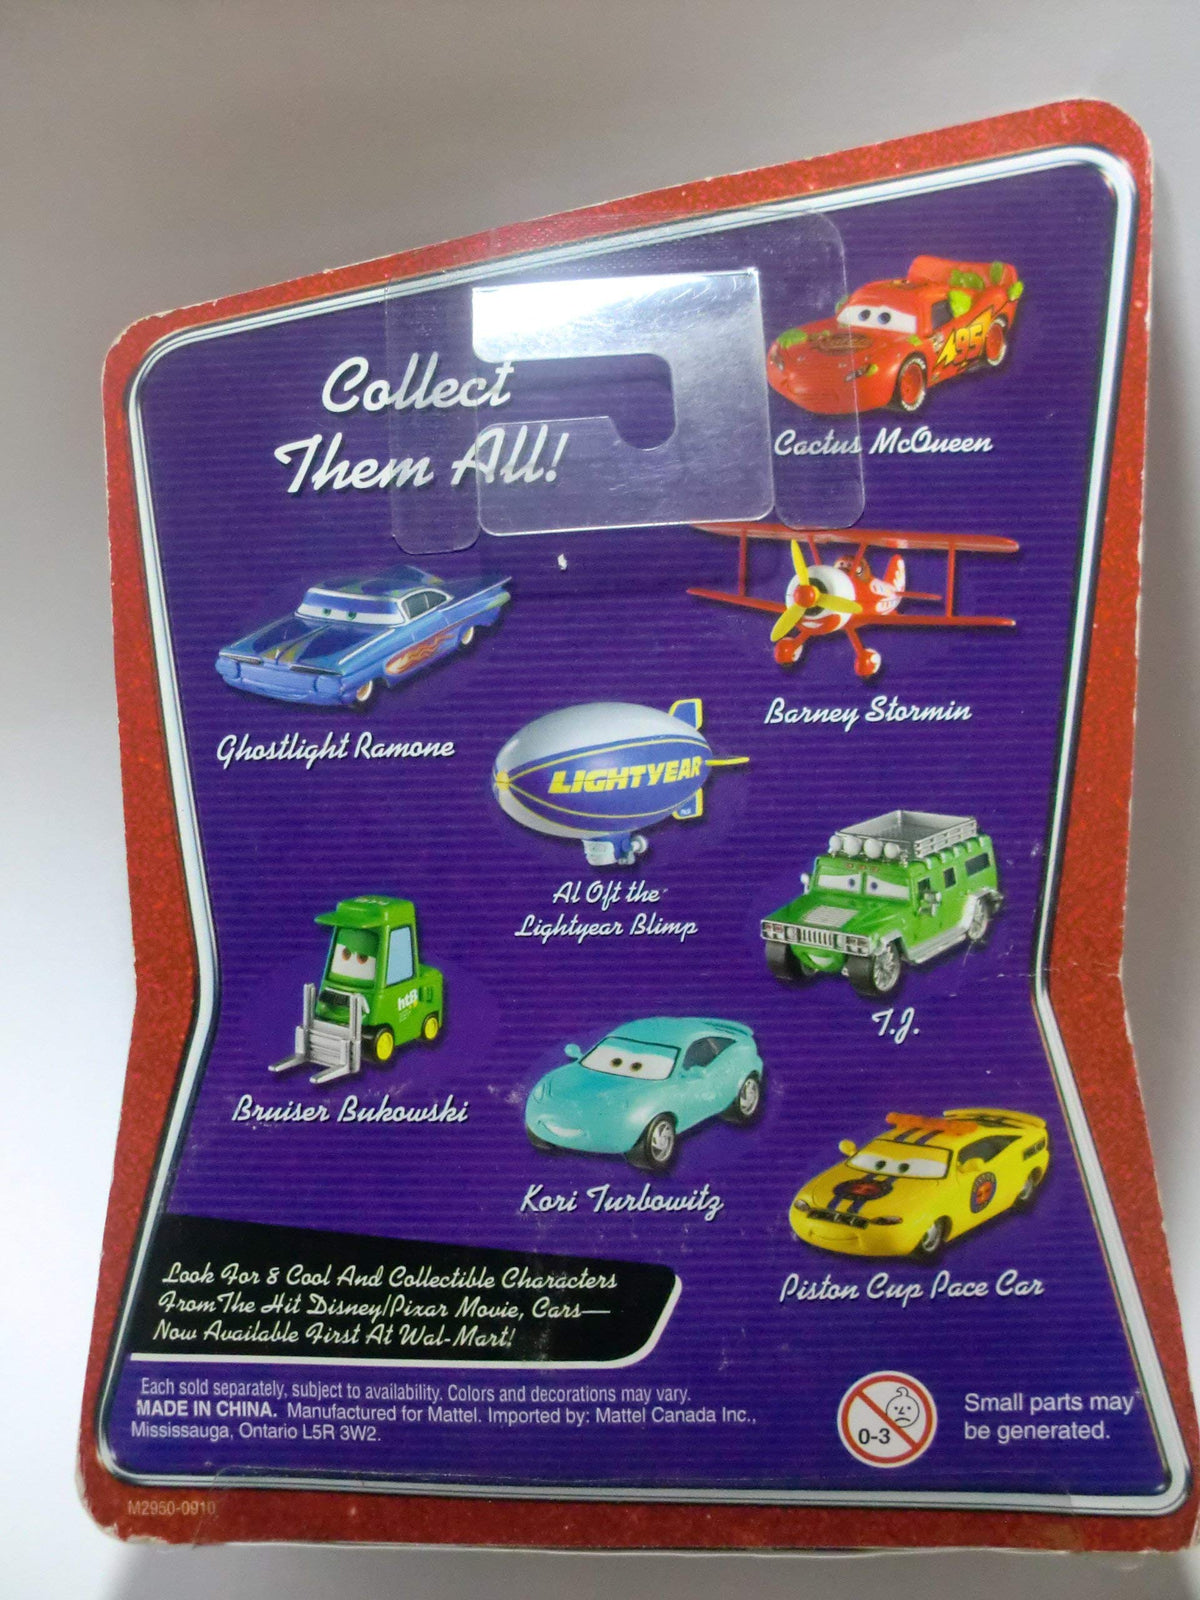 Collect
Them All!
95
Cactus McQueen
Barney Stormin
Ghostlight Ramone
LIGHTYEAR
Al Oft the
Lightyear Blimp
T.J.
htB
Bruiser Bukowski
Kori Turbowitz
Piston Cup Pace Car
Look For 8 Cool And Collectible Characters
From The Hit Disney/Pixar Movie, Cars—
Now Available First At Wal-Mart!
Each sold separately, subject to availability. Colors and decorations may vary.
MADE IN CHINA. Manufactured for Mattel. Imported by: Mattel Canada Inc.,
Mississauga, Ontario L5R 3W2.
0-3
Small parts may
be generated.
M2950-0910